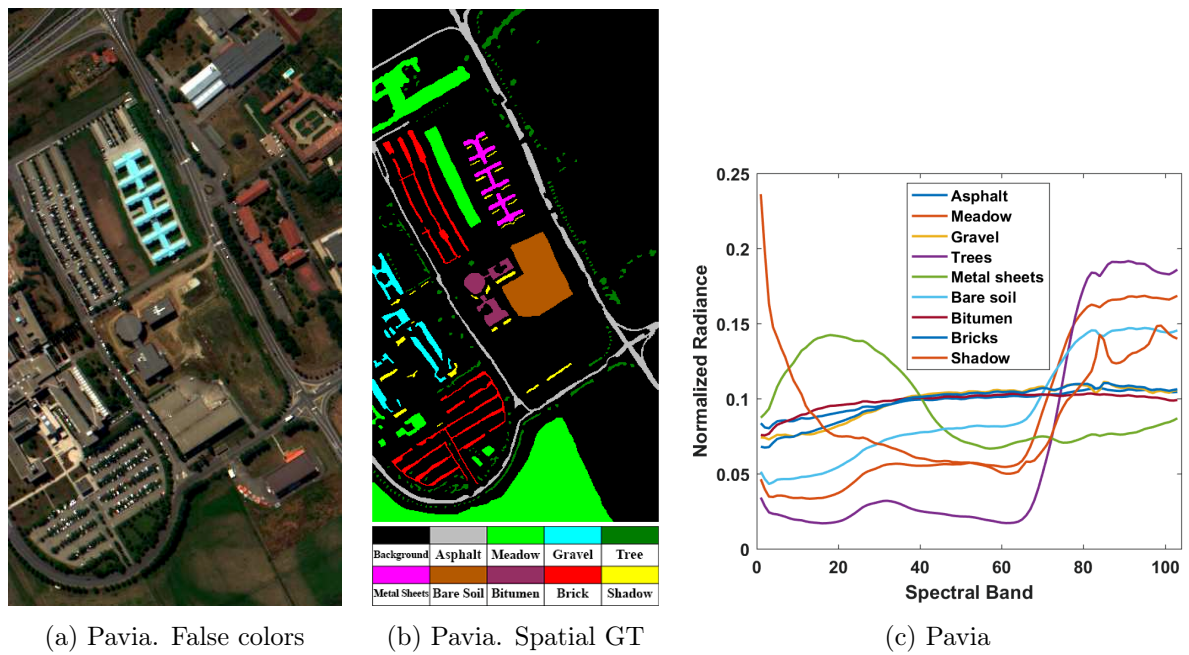 Background Asphalt Meadow Gravel Tree
Metal Sheets Bare Soil Bitumen Brick Shadow
0.25
0.2
0.15
0.1
0.05
0
Normalized Radiance
Asphalt
Meadow
Gravel
Trees
Metal sheets
Bare soil
Bitumen
Bricks
Shadow
0 20 40 60 80 100
Spectral Band
(a) Pavia. False colors
(b) Pavia. Spatial GT
(c) Pavia